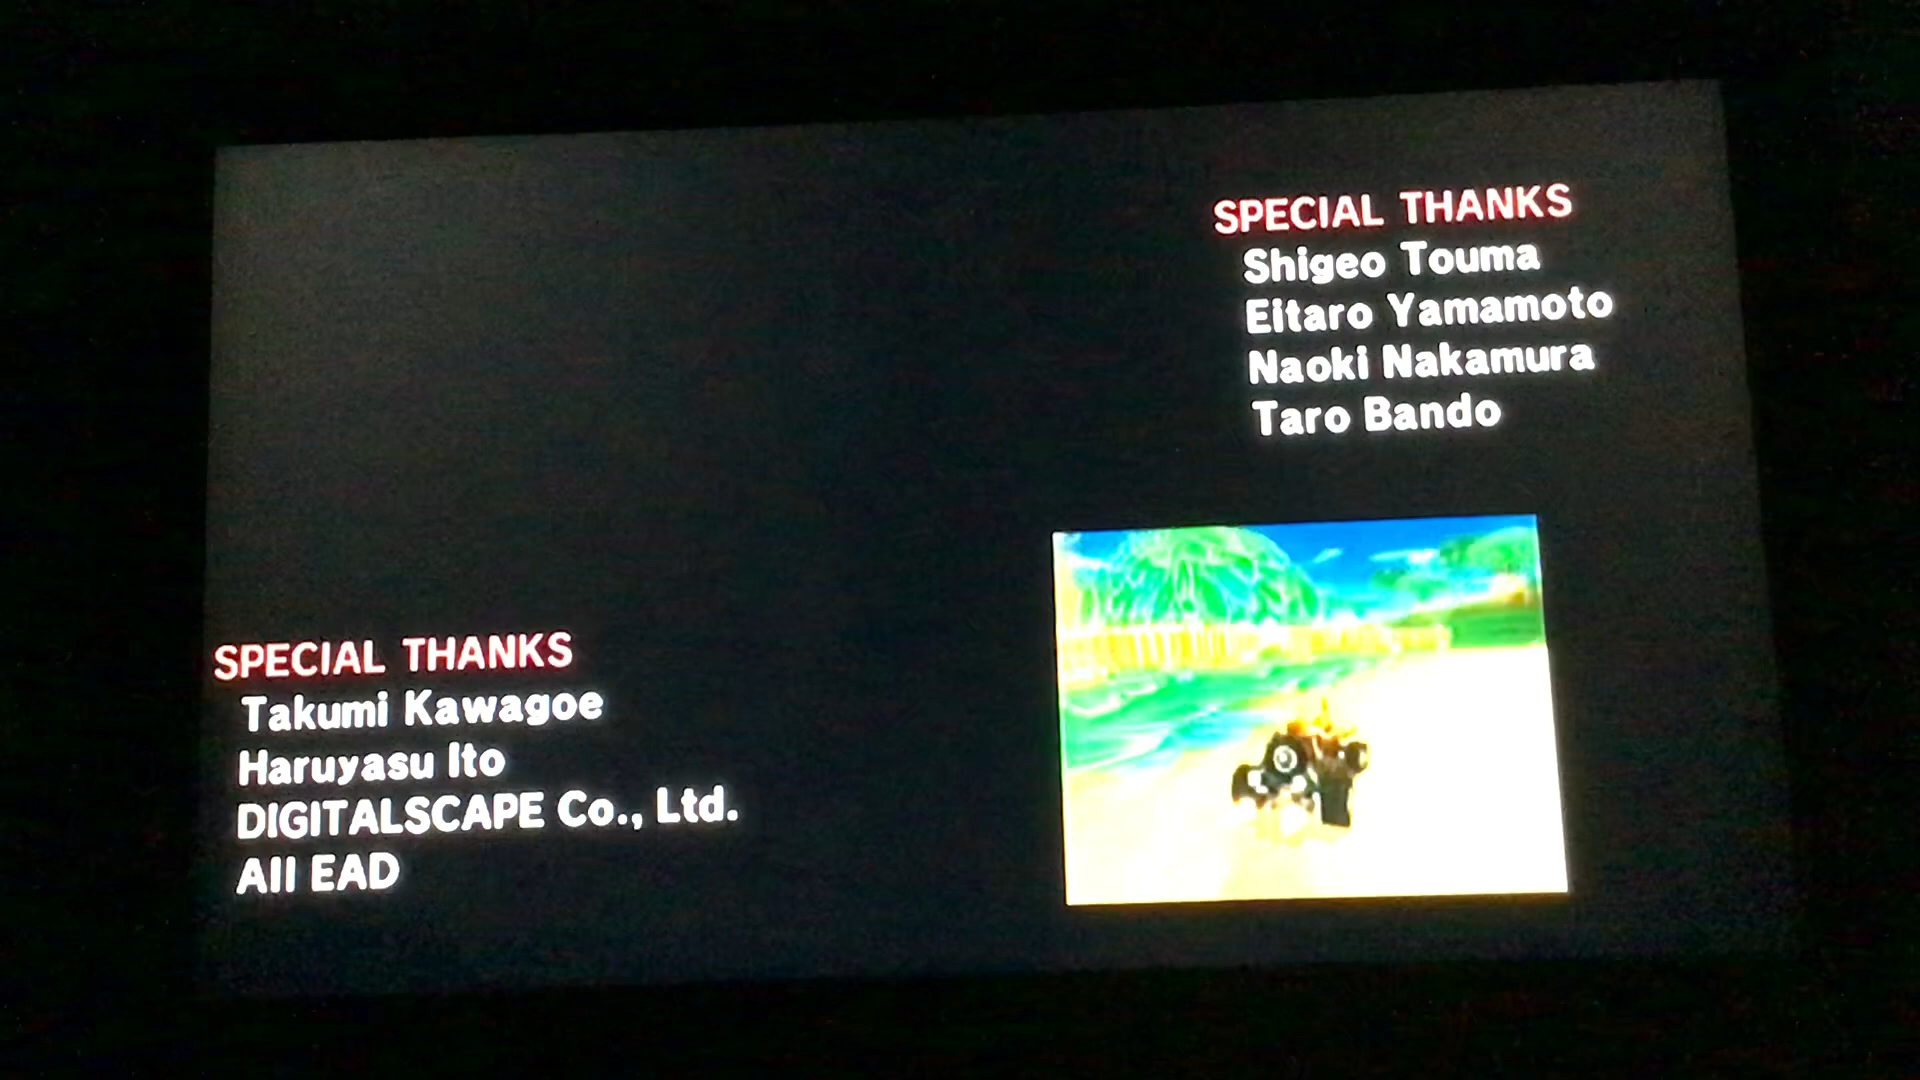 SPECIAL THANKS
Shigeo Touma
Eitaro Yamamoto
Naoki Nakamura
Taro Bando
SPECIAL THANKS
Takumi Kawagoe
Haruyasu Ito
DIGITALSCAPE Co., Ltd.
All EAD